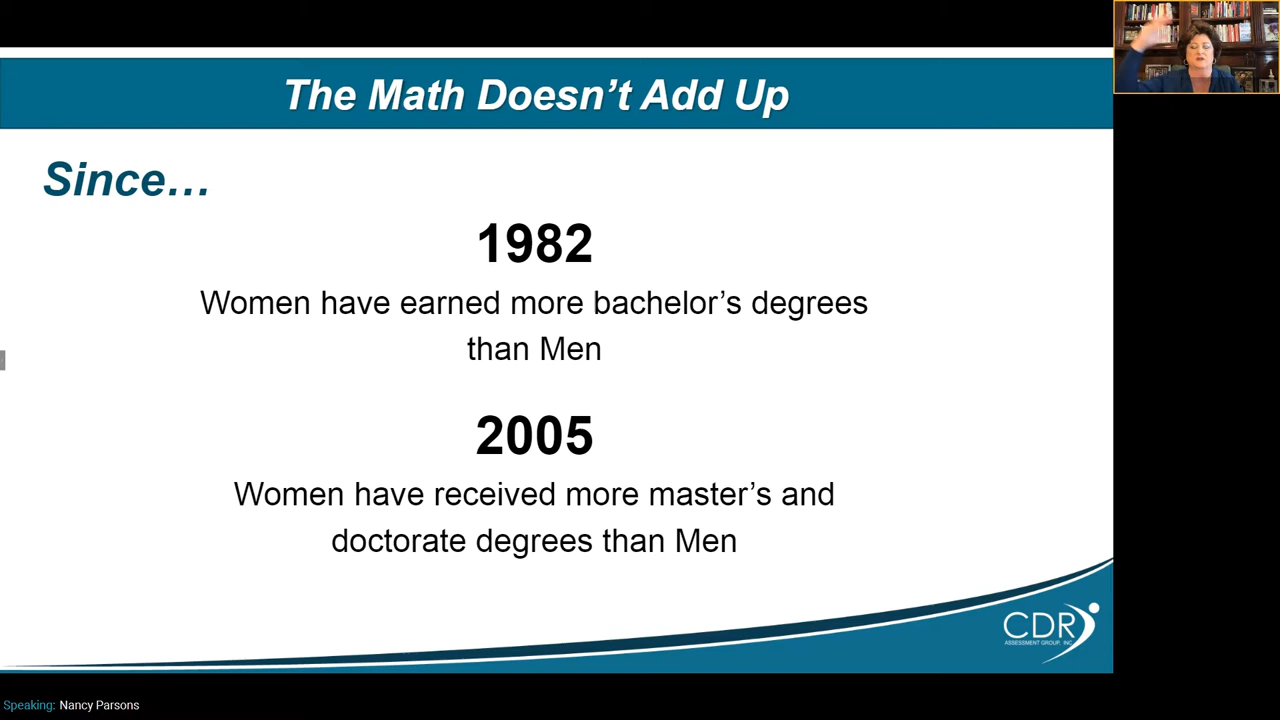 The Math Doesn’t Add Up
Since…
1982
Women have earned more bachelor’s degrees
than Men
2005
Women have received more master’s and
doctorate degrees than Men
CDR
ASSESSMENT GROUP, INC.
Speaking: Nancy Parsons